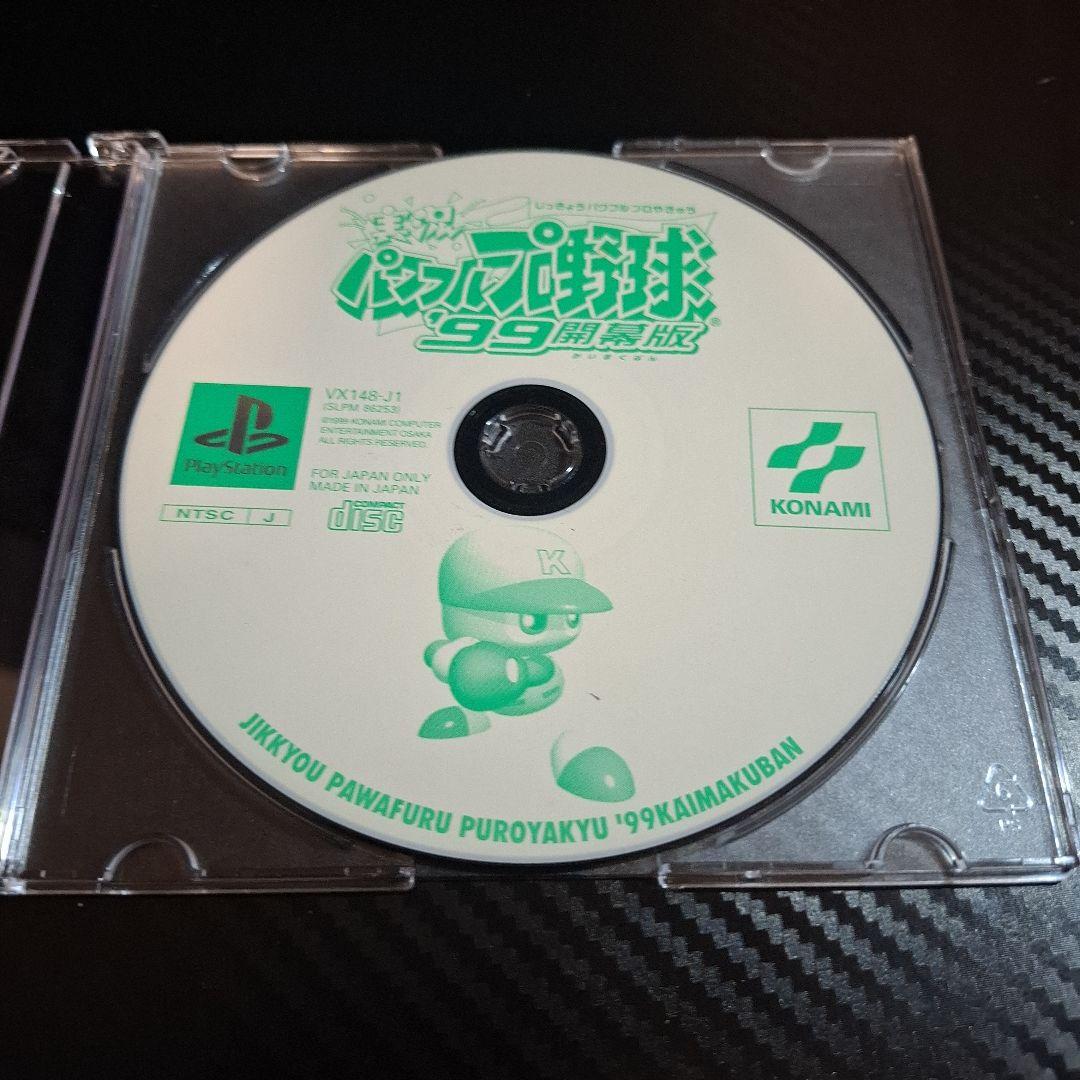 じっきょうパワフルプロやきゅう
実況
パワフルプロ野球®
'99開幕版
かいまくばん
PlayStation
NTSC J
VX148-J1
(SLPM 86253)
©1999 KONAMI COMPUTER
ENTERTAINMENT OSAKA
ALL RIGHTS RESERVED.
FOR JAPAN ONLY
MADE IN JAPAN
COMPACT
disc
KONAMI
K
JIKKYOU PAWAFURU PUROYAKYU '99KAIMAKUBAN